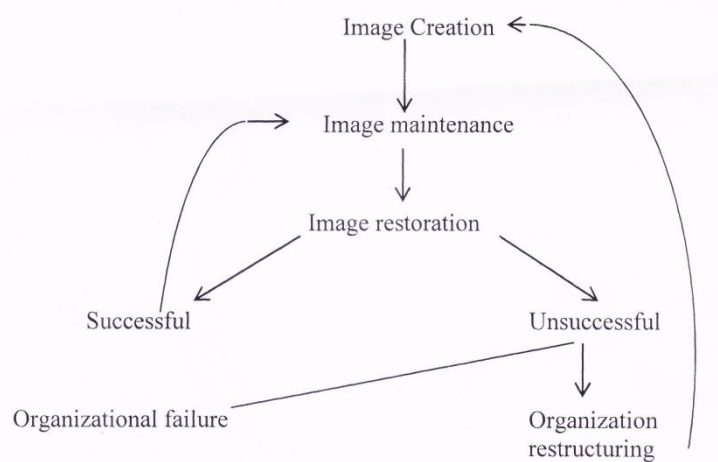 Image Creation
Image maintenance
Image restoration
Successful
Unsuccessful
Organizational failure
Organization
restructuring